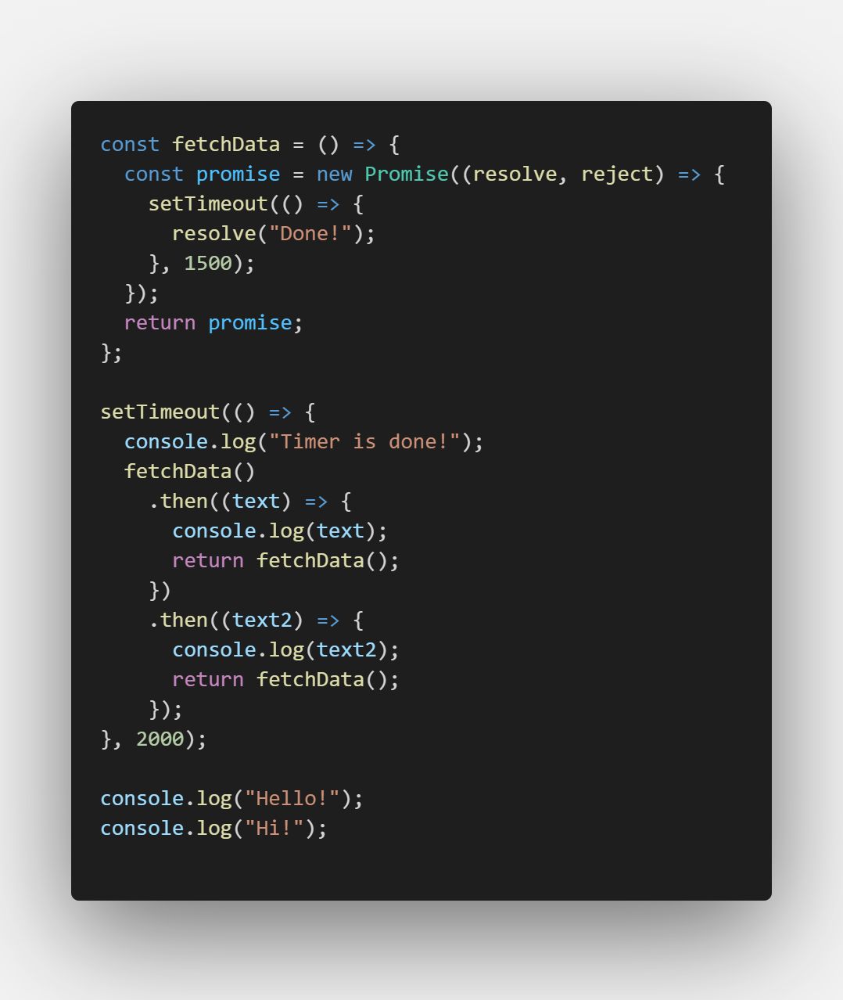 const fetchData = () => {
  const promise = new Promise((resolve, reject) => {
    setTimeout(() => {
      resolve("Done!");
    }, 1500);
  });
  return promise;
};

setTimeout(() => {
  console.log("Timer is done!");
  fetchData()
    .then((text) => {
      console.log(text);
      return fetchData();
    })
    .then((text2) => {
      console.log(text2);
      return fetchData();
    });
}, 2000);

console.log("Hello!");
console.log("Hi!");